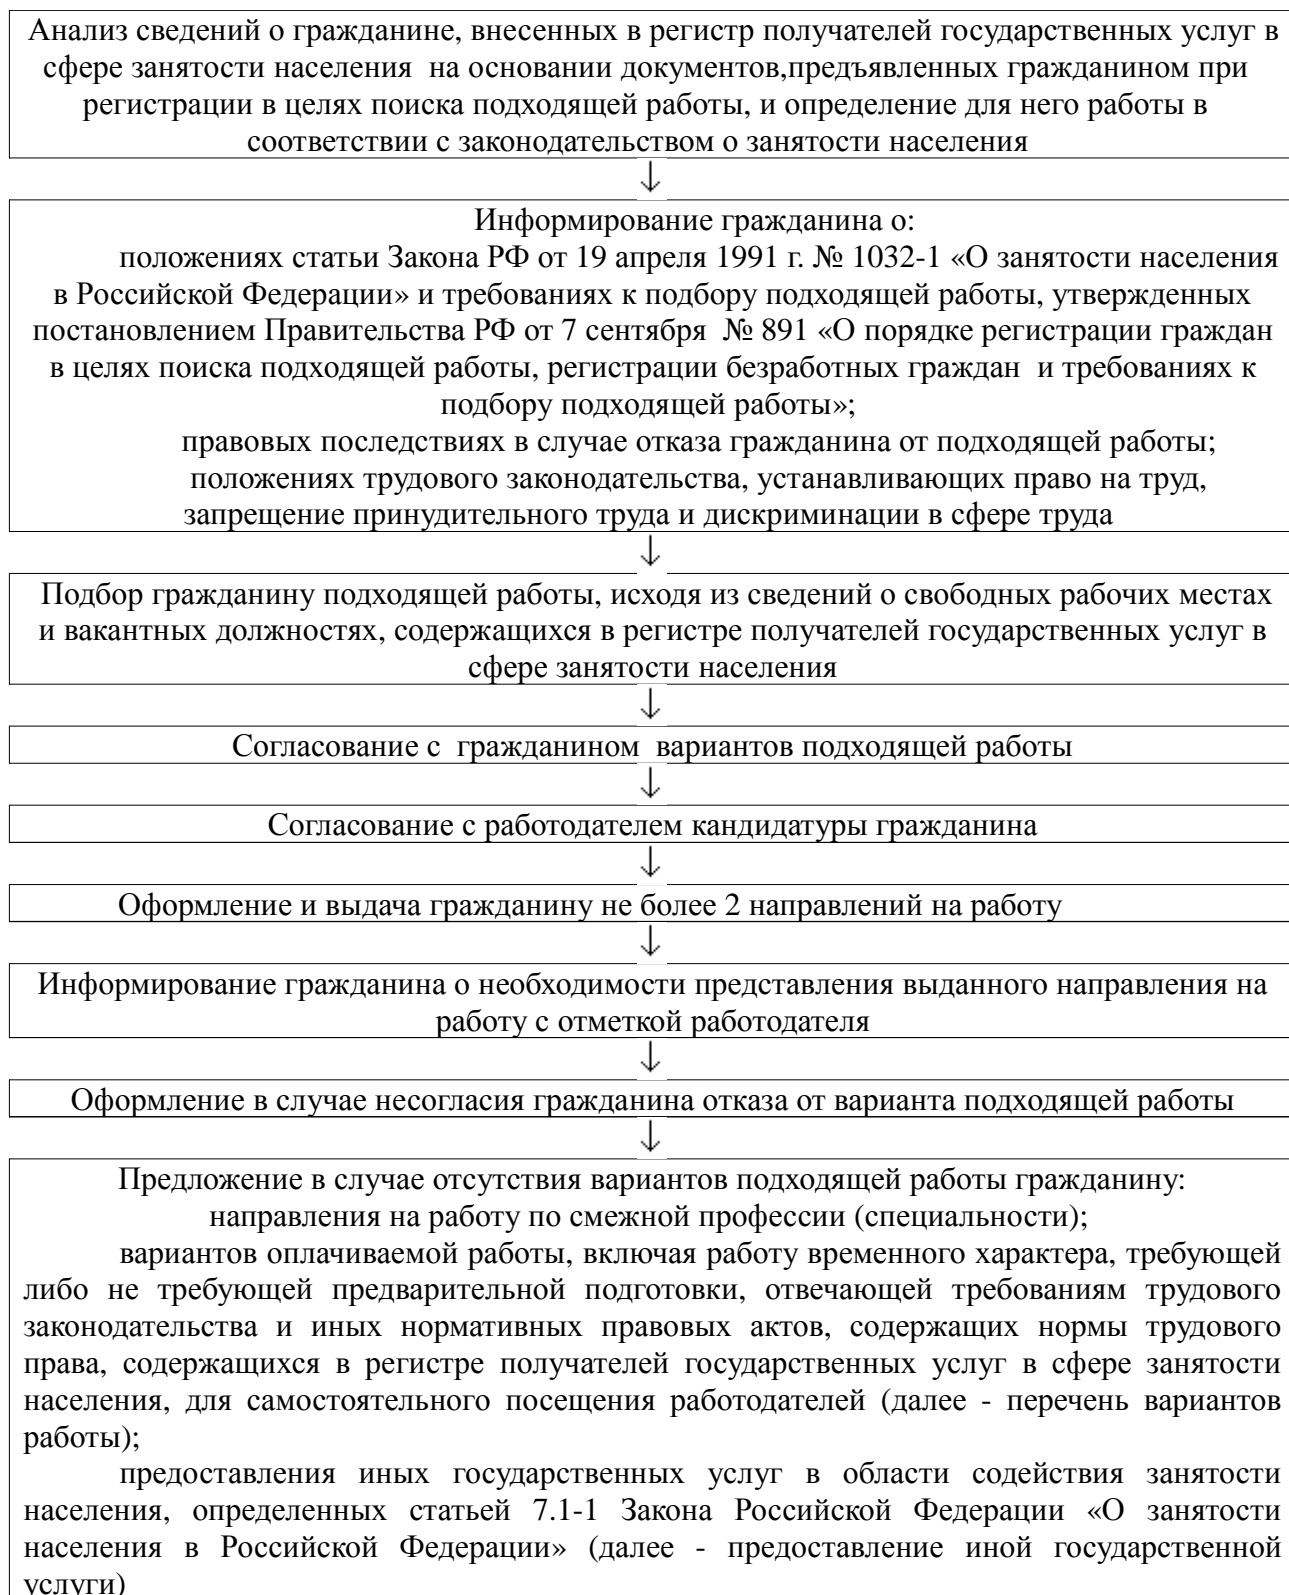 Анализ сведений о гражданине, внесенных в регистр получателей государственных услуг в
сфере занятости населения  на основании документов,предъявленных гражданином при
регистрации в целях поиска подходящей работы, и определение для него работы в
соответствии с законодательством о занятости населения
↓
Информирование гражданина о:
положениях статьи Закона РФ от 19 апреля 1991 г. № 1032-1 «О занятости населения
в Российской Федерации» и требованиях к подбору подходящей работы, утвержденных
постановлением Правительства РФ от 7 сентября  № 891 «О порядке регистрации граждан
в целях поиска подходящей работы, регистрации безработных граждан  и требованиях к
подбору подходящей работы»;
правовых последствиях в случае отказа гражданина от подходящей работы;
положениях трудового законодательства, устанавливающих право на труд,
запрещение принудительного труда и дискриминации в сфере труда
↓
Подбор гражданину подходящей работы, исходя из сведений о свободных рабочих местах
и вакантных должностях, содержащихся в регистре получателей государственных услуг в
сфере занятости населения
↓
Согласование с  гражданином  вариантов подходящей работы
↓
Согласование с работодателем кандидатуры гражданина
↓
Оформление и выдача гражданину не более 2 направлений на работу
↓
Информирование гражданина о необходимости представления выданного направления на
работу с отметкой работодателя
↓
Оформление в случае несогласия гражданина отказа от варианта подходящей работы
↓
Предложение в случае отсутствия вариантов подходящей работы гражданину:
направления на работу по смежной профессии (специальности);
вариантов оплачиваемой работы, включая работу временного характера, требующей
либо не требующей предварительной подготовки, отвечающей требованиям трудового
законодательства и иных нормативных правовых актов, содержащих нормы трудового
права, содержащихся в регистре получателей государственных услуг в сфере занятости
населения, для самостоятельного посещения работодателей (далее - перечень вариантов
работы);
предоставления иных государственных услуг в области содействия занятости
населения, определенных статьей 7.1-1 Закона Российской Федерации «О занятости
населения в Российской Федерации» (далее - предоставление иной государственной
услуги)